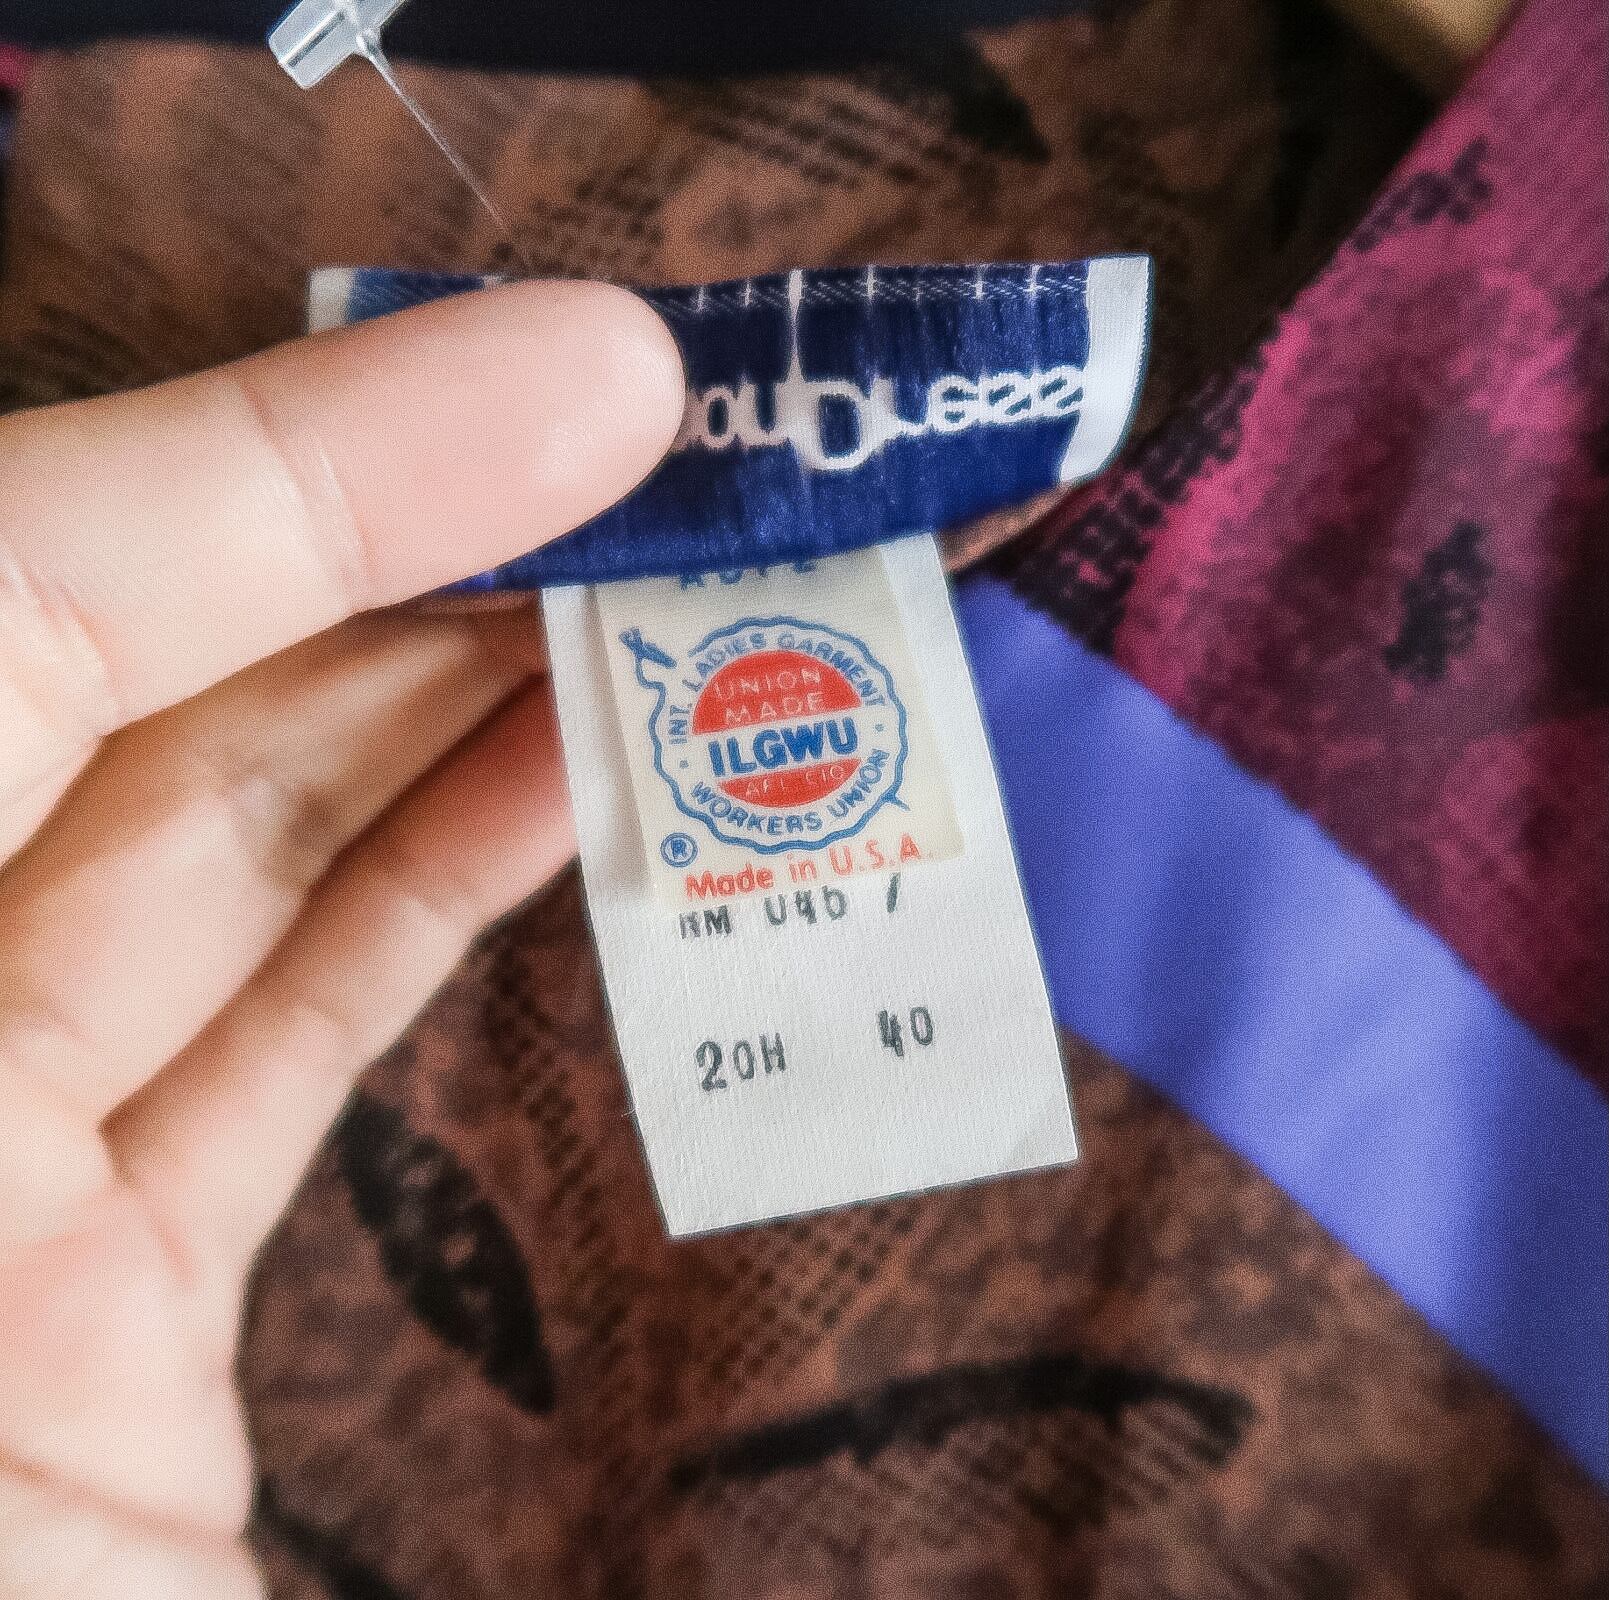 INT. LADIES GARMENT
UNION
MADE
ILGWU
AFL CIO
WORKERS UNION
®
Made in U.S.A.
20H 40